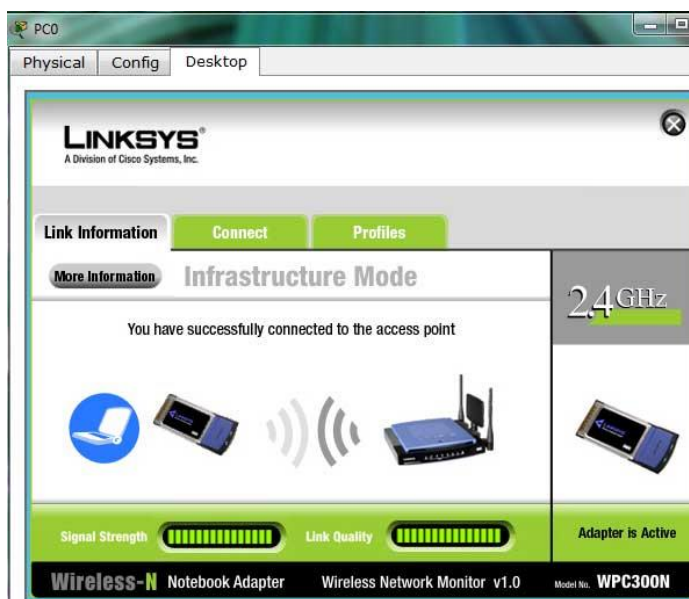 PC0
Physical Config Desktop
LINKSYS®
A Division of Cisco Systems, Inc.
Link Information Connect Profiles
More Information Infrastructure Mode
2.4GHz
You have successfully connected to the access point
Signal Strength Link Quality Adapter is Active
Wireless-N Notebook Adapter Wireless Network Monitor v1.0 Model No. WPC300N